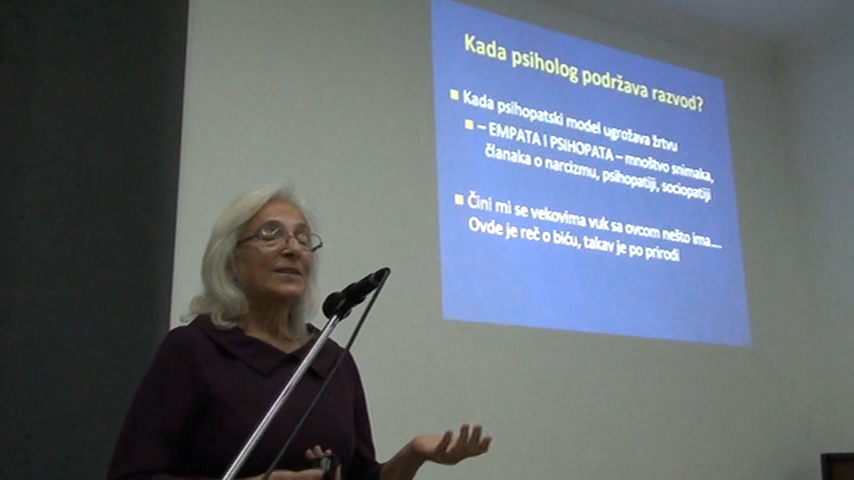 Kada psiholog podržava razvod?
Kada psihopatski model ugrožava žrtvu
– EMPATA I PSIHOPATA – mnoštvo snimaka,
članaka o narcizmu, psihopatiji, sociopatiji
Čini mi se vekovima vuk sa ovcom nešto ima....
Ovde je reč o biću, takav je po prirodi